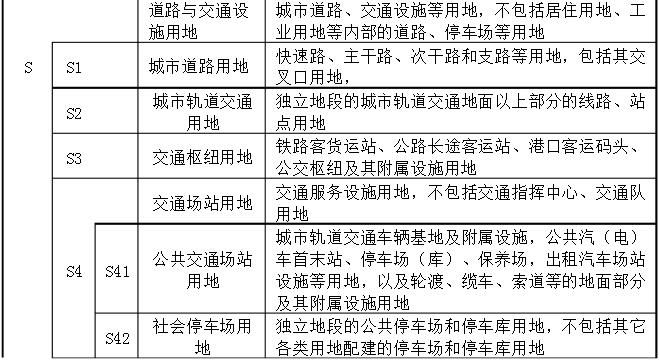 道路与交通设
施用地
城市道路、交通设施等用地，不包括居住用地、工
业用地等内部的道路、停车场等用地
S
S1
城市道路用地
快速路、主干路、次干路和支路等用地，包括其交
叉口用地，
S2
城市轨道交通
用地
独立地段的城市轨道交通地面以上部分的线路、站
点用地
S3
交通枢纽用地
铁路客货运站、公路长途客运站、港口客运码头、
公交枢纽及其附属设施用地
S4
交通场站用地
交通服务设施用地，不包括交通指挥中心、交通队
用地
S41
公共交通场站
用地
城市轨道交通车辆基地及附属设施，公共汽（电）
车首末站、停车场（库）、保养场，出租汽车场站
设施等用地，以及轮渡、缆车、索道等的地面部分
及其附属设施用地
S42
社会停车场用
地
独立地段的公共停车场和停车库用地，不包括其它
各类用地配建的停车场和停车库用地